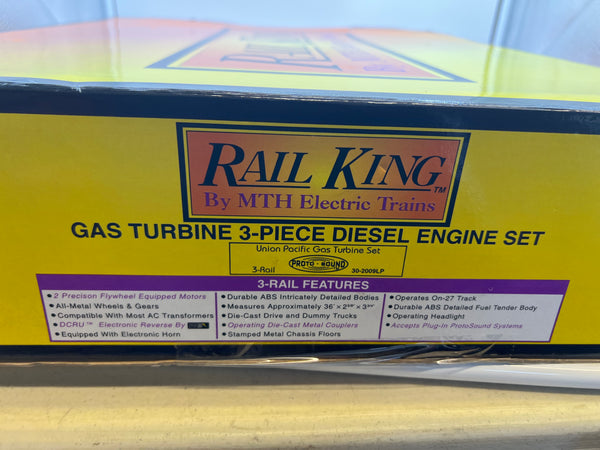 RAIL KING
RAIL KING™
By MTH Electric Trains
GAS TURBINE 3-PIECE DIESEL ENGINE SET
Union Pacific Gas Turbine Set
3-Rail PROTO-SOUND 30-2009LP
3-RAIL FEATURES
• 2 Precision Flywheel Equipped Motors
• All-Metal Wheels & Gears
• Compatible With Most AC Transformers
• DCRU™ Electronic Reverse By
• Equipped With Electronic Horn
• Durable ABS Intricately Detailed Bodies
• Measures Approximately 36" ×
• Die-Cast Drive and Dummy Trucks
• Operating Die-Cast Metal Couplers
• Stamped Metal Chassis Floors
• Operates On-27 Track
• Durable ABS Detailed Fuel Tender Body
• Operating Headlight
• Accepts Plug-In ProtoSound Systems